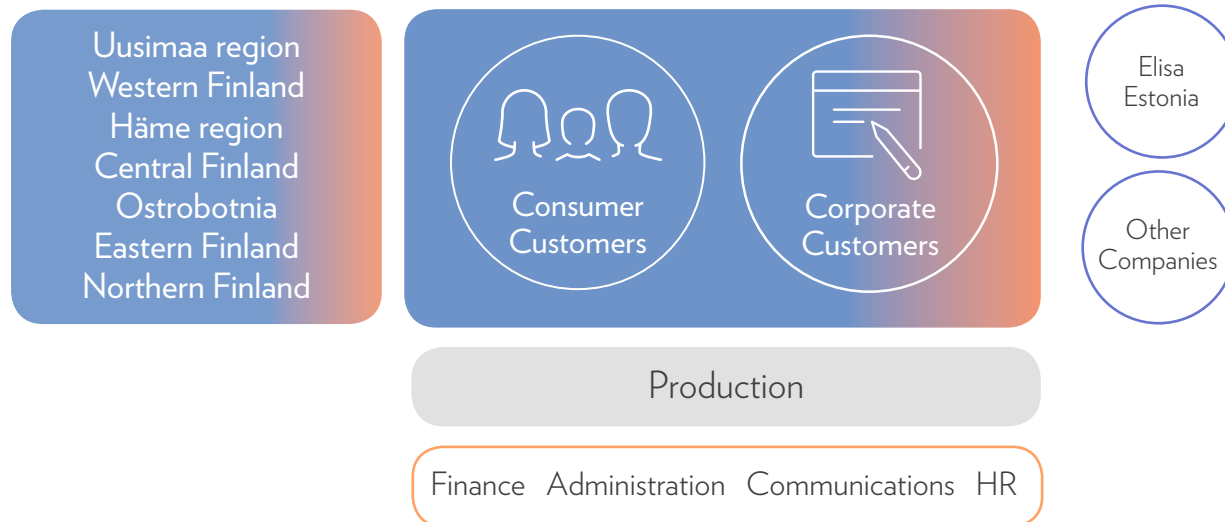 Uusimaa region
Western Finland
Häme region
Central Finland
Ostrobotnia
Eastern Finland
Northern Finland
Consumer
Customers
Corporate
Customers
Elisa
Estonia
Other
Companies
Production
Finance Administration Communications HR